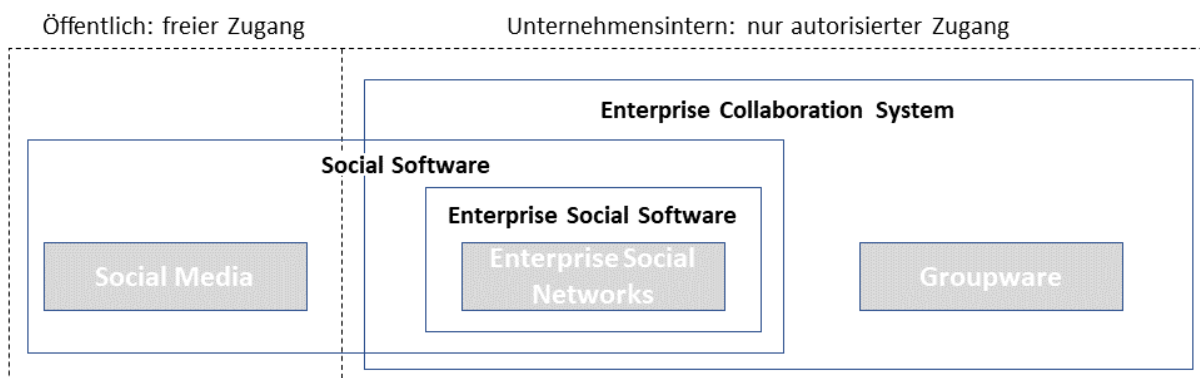 Öffentlich: freier Zugang
Unternehmensintern: nur autorisierter Zugang
Enterprise Collaboration System
Social Software
Enterprise Social Software
Social Media
Enterprise Social
Networks
Groupware